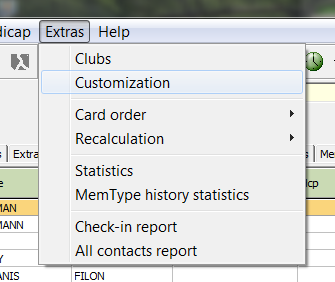 dicap Extras Help
Clubs
Customization
Card order
Recalculation
Extra
Me
Statistics
MemType history statistics
cp
MAN
MANN
Check-in report
All contacts report
Y
ANIS FILON